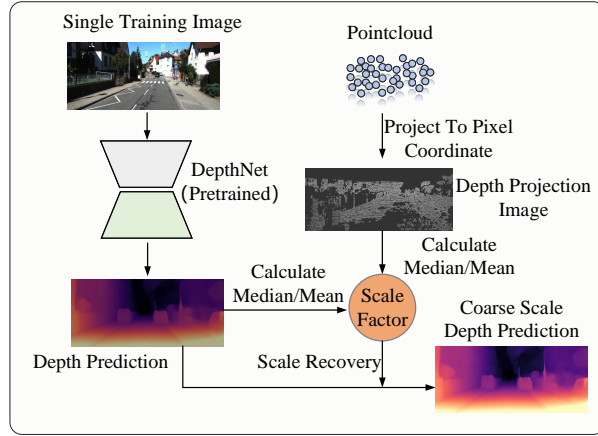 Single Training Image
Pointcloud
Project To Pixel
Coordinate
DepthNet
(Pretrained)
Depth Projection
Image
Calculate
Median/Mean
Calculate
Median/Mean
Scale
Factor
Coarse Scale
Depth Prediction
Depth Prediction
Scale Recovery